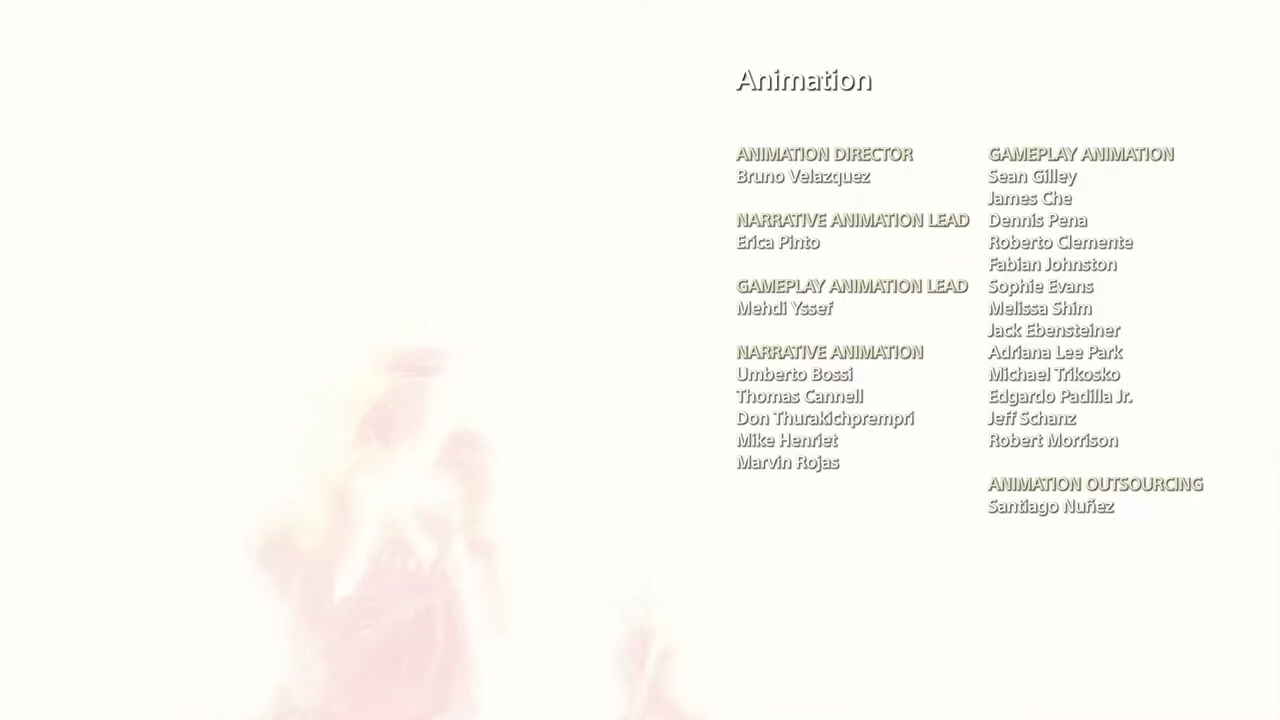 Animation
ANIMATION DIRECTOR
Bruno Velazquez
NARRATIVE ANIMATION LEAD
Erica Pinto
GAMEPLAY ANIMATION LEAD
Mehdi Yssef
NARRATIVE ANIMATION
Umberto Bossi
Thomas Cannell
Don Thurakichprempri
Mike Henriet
Marvin Rojas
GAMEPLAY ANIMATION
Sean Gilley
James Che
Dennis Pena
Roberto Clemente
Fabian Johnston
Sophie Evans
Melissa Shim
Jack Ebensteiner
Adriana Lee Park
Michael Trikosko
Edgardo Padilla Jr.
Jeff Schanz
Robert Morrison
ANIMATION OUTSOURCING
Santiago Nuñez